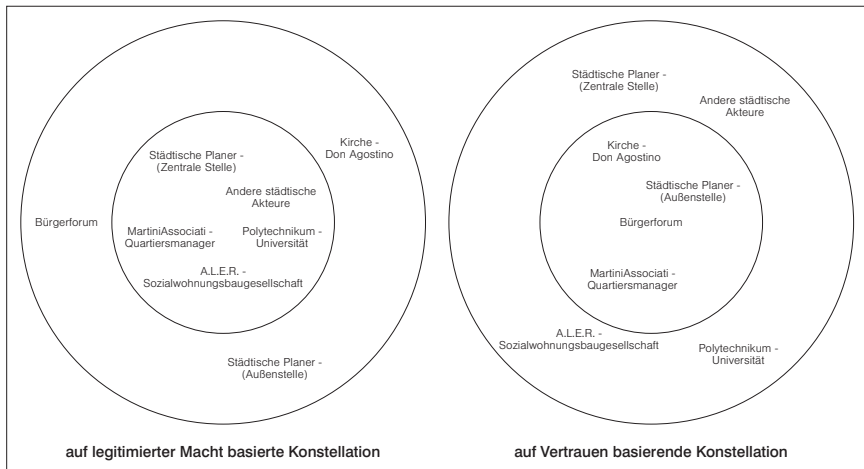 Städtische Planer -
(Zentrale Stelle)
Kirche -
Don Agostino
Andere städtische
Akteure
Bürgerforum
MartiniAssociati -
Quartiersmanager
Polytechnikum -
Universität
A.L.E.R. -
Sozialwohnungsbaugesellschaft
Städtische Planer -
(Außenstelle)
auf legitimierter Macht basierte Konstellation
Städtische Planer -
(Zentrale Stelle)
Andere städtische
Akteure
Kirche -
Don Agostino
Städtische Planer -
(Außenstelle)
Bürgerforum
MartiniAssociati -
Quartiersmanager
A.L.E.R. -
Sozialwohnungsbaugesellschaft
Polytechnikum -
Universität
auf Vertrauen basierende Konstellation